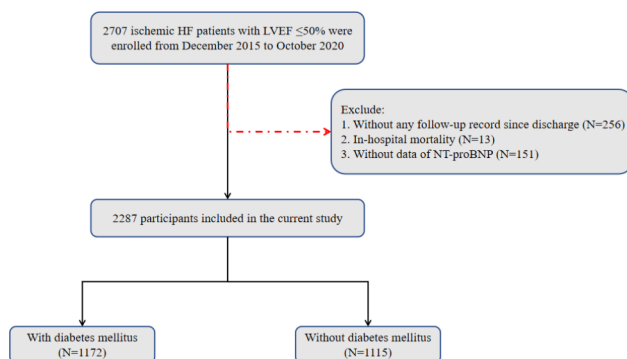 2707 ischemic HF patients with LVEF ≤50% were
enrolled from December 2015 to October 2020
Exclude:
1. Without any follow-up record since discharge (N=256)
2. In-hospital mortality (N=13)
3. Without data of NT-proBNP (N=151)
2287 participants included in the current study
With diabetes mellitus
(N=1172)
Without diabetes mellitus
(N=1115)